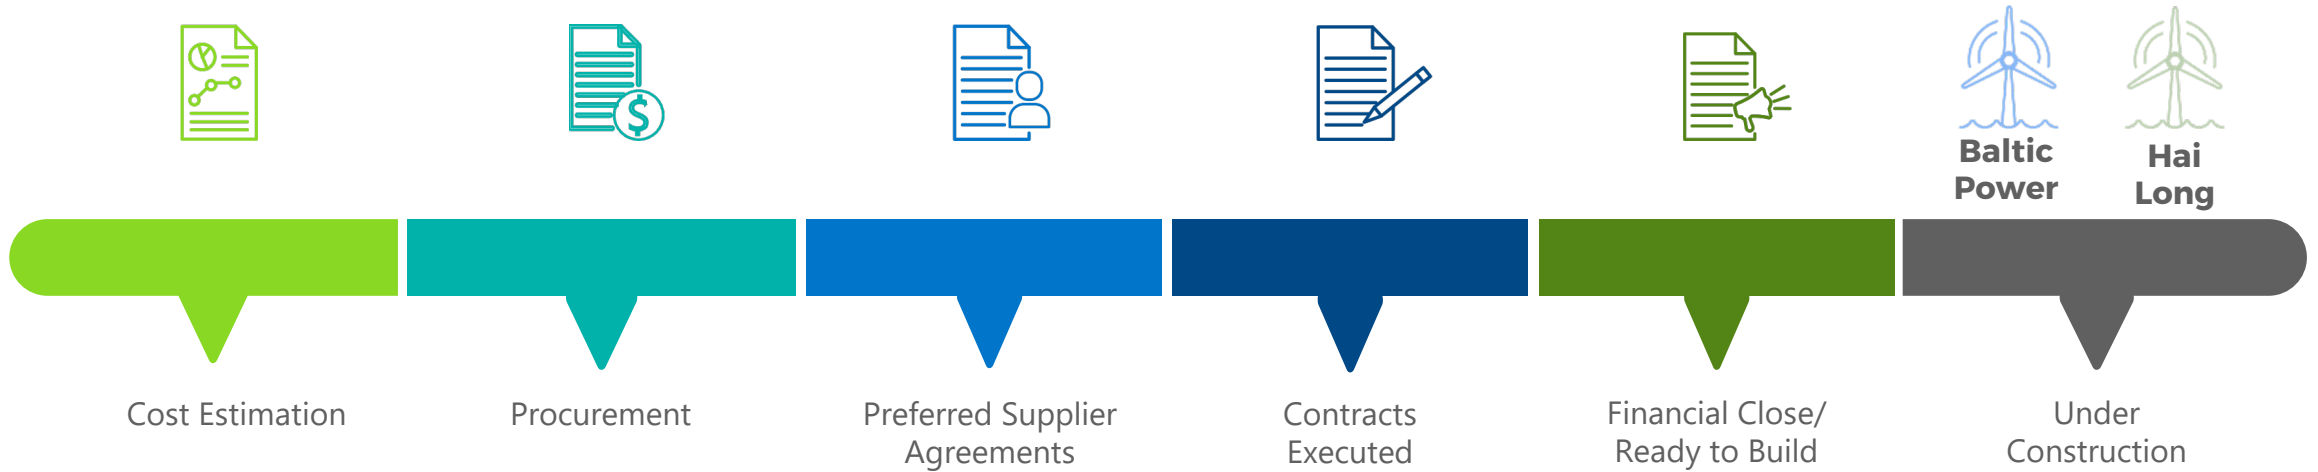 Baltic
Power
Hai
Long
$
Cost Estimation
Procurement
Preferred Supplier
Agreements
Contracts
Executed
Financial Close/
Ready to Build
Under
Construction